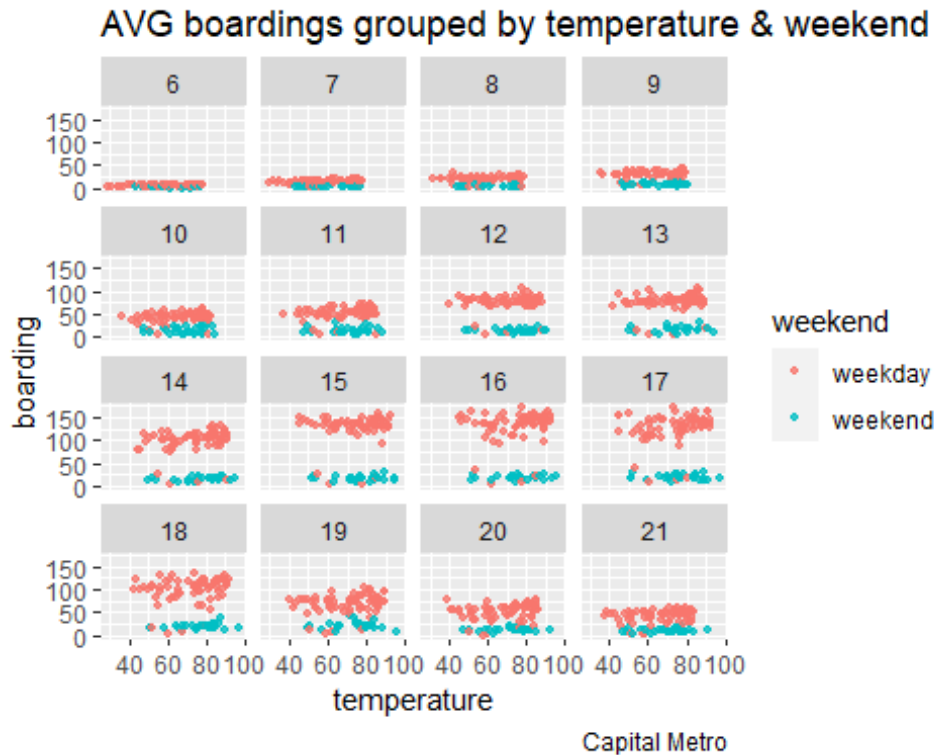 AVG boardings grouped by temperature & weekend
6 7 8 9
150
100
50
0
10 11 12 13
150
100
50
0
14 15 16 17
150
100
50
0
18 19 20 21
150
100
50
0
40 60 80 100 40 60 80 100 40 60 80 100 40 60 80 100
temperature
boarding
weekend
weekday
weekend
Capital Metro